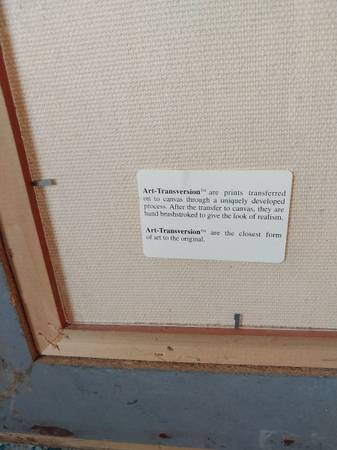 Art-Transversion™ are prints transferred
on to canvas through a uniquely developed
process. After the transfer to canvas, they are
hand brushstroked to give the look of realism.
Art-Transversion™ are the closest form
of art to the original.